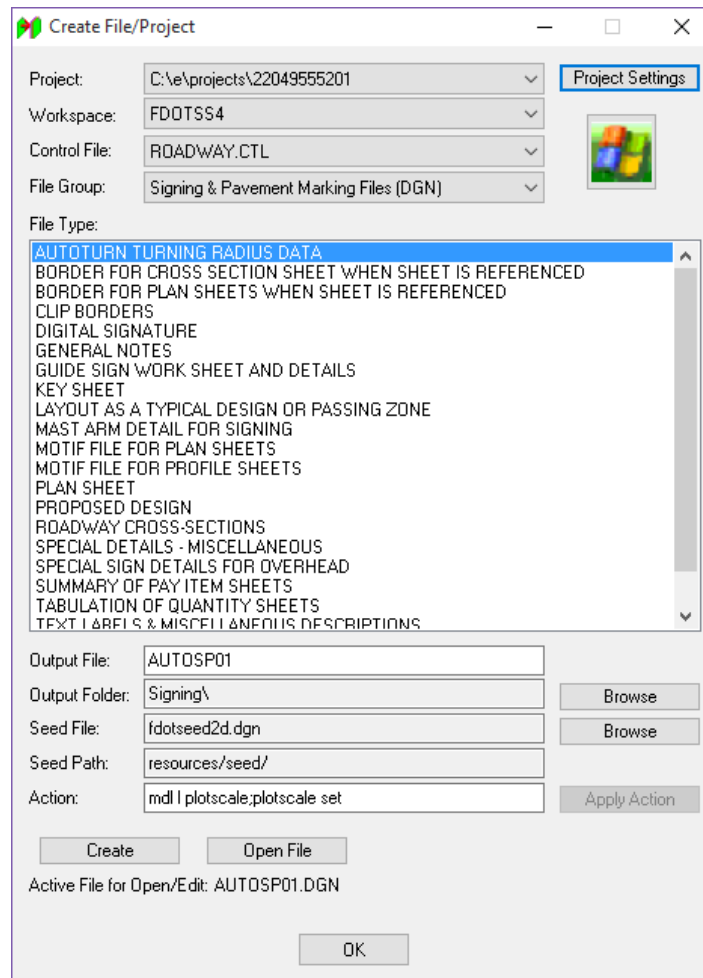 Create File/Project
Project: C:\e\projects\22049555201 Project Settings
Workspace: FDOTSS4
Control File: ROADWAY.CTL
File Group: Signing & Pavement Marking Files (DGN)
File Type:
AUTOTURN TURNING RADIUS DATA
BORDER FOR CROSS SECTION SHEET WHEN SHEET IS REFERENCED
BORDER FOR PLAN SHEETS WHEN SHEET IS REFERENCED
CLIP BORDERS
DIGITAL SIGNATURE
GENERAL NOTES
GUIDE SIGN WORK SHEET AND DETAILS
KEY SHEET
LAYOUT AS A TYPICAL DESIGN OR PASSING ZONE
MAST ARM DETAIL FOR SIGNING
MOTIF FILE FOR PLAN SHEETS
MOTIF FILE FOR PROFILE SHEETS
PLAN SHEET
PROPOSED DESIGN
ROADWAY CROSS-SECTIONS
SPECIAL DETAILS - MISCELLANEOUS
SPECIAL SIGN DETAILS FOR OVERHEAD
SUMMARY OF PAY ITEM SHEETS
TABULATION OF QUANTITY SHEETS
TEXT LABELS & MISCELLANEOUS DESCRIPTIONS
Output File: AUTOSP01
Output Folder: Signing\ Browse
Seed File: fdotseed2d.dgn Browse
Seed Path: resources/seed/
Action: mdl l plotscale;plotscale set Apply Action
Create Open File
Active File for Open/Edit: AUTOSP01.DGN
OK